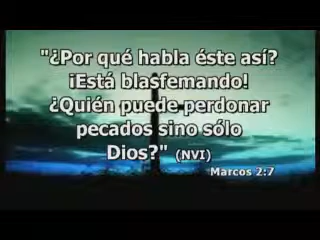 "¿Por qué habla éste así?
¡Está blasfemando!
¿Quién puede perdonar
pecados sino sólo
Dios?" (NVI)
Marcos 2:7